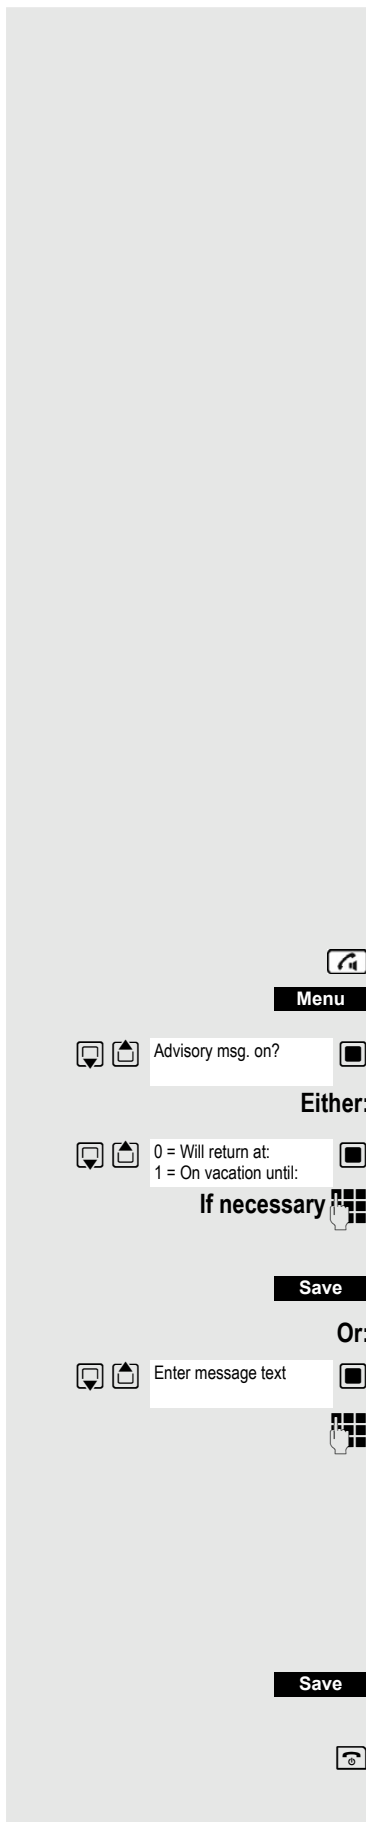 Menu
Advisory msg. on?
Either:
0 = Will return at:
1 = On vacation until:
If necessary
Save
Or:
Enter message text
Save